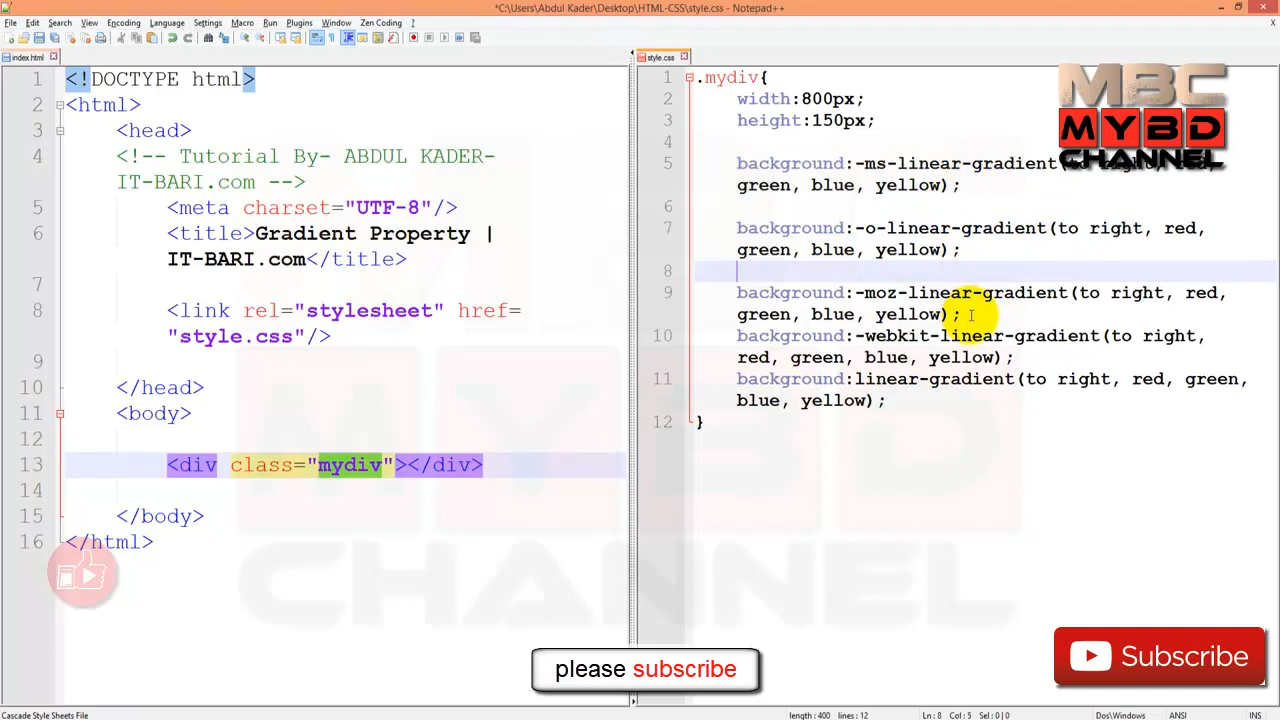 *C:\Users\Abdul Kader\Desktop\HTML-CSS\style.css - Notepad++
File Edit Search View Encoding Language Settings Macro Run Plugins Window Zen Coding ?
index.html
style.css
1 <!DOCTYPE html>
2 <html>
3 <head>
4 <!-- Tutorial By- ABDUL KADER-
IT-BARI.com -->
5 <meta charset="UTF-8"/>
6 <title>Gradient Property |
IT-BARI.com</title>
7
8 <link rel="stylesheet" href=
"style.css"/>
9
10 </head>
11 <body>
12
13 <div class="mydiv"></div>
14
15 </body>
16 </html>
1 .mydiv{
2 width:800px;
3 height:150px;
4
5 background:-ms-linear-gradient(to right, red,
green, blue, yellow);
6
7 background:-o-linear-gradient(to right, red,
green, blue, yellow);
8
9 background:-moz-linear-gradient(to right, red,
green, blue, yellow);
10 background:-webkit-linear-gradient(to right,
red, green, blue, yellow);
11 background:linear-gradient(to right, red, green,
blue, yellow);
12 }
MBC
MYBD
CHANNEL
MYBD
CHANNEL
please subscribe
Subscribe
Cascade Style Sheets File
length : 400 lines : 12
Ln : 8 Col : 5 Sel : 0 | 0
Dos\Windows
ANSI
INS